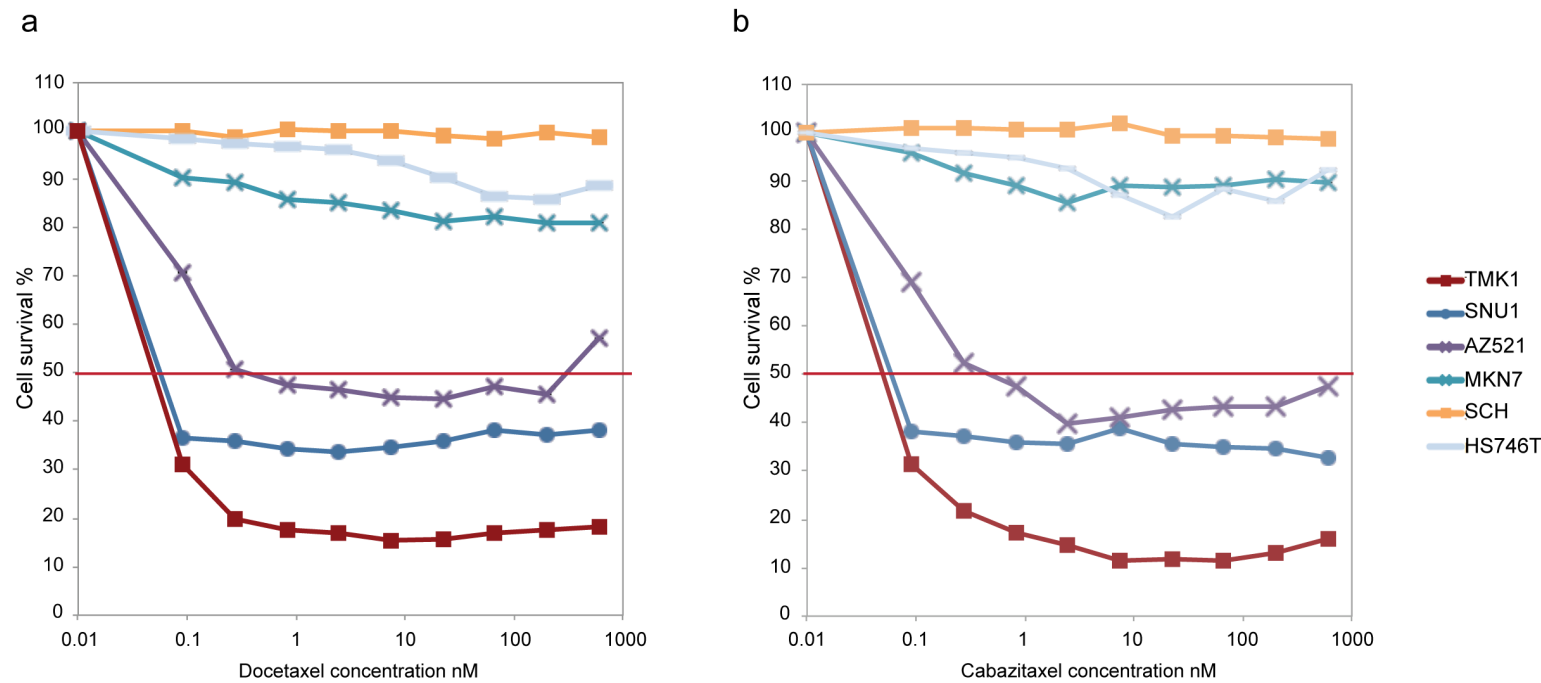 a
110
100
90
80
70
60
50
40
30
20
10
0
Cell survival %
0.01 0.1 1 10 100 1000
Docetaxel concentration nM
b
110
100
90
80
70
60
50
40
30
20
10
0
Cell survival %
0.01 0.1 1 10 100 1000
Cabazitaxel concentration nM
TMK1
SNU1
AZ521
MKN7
SCH
HS746T